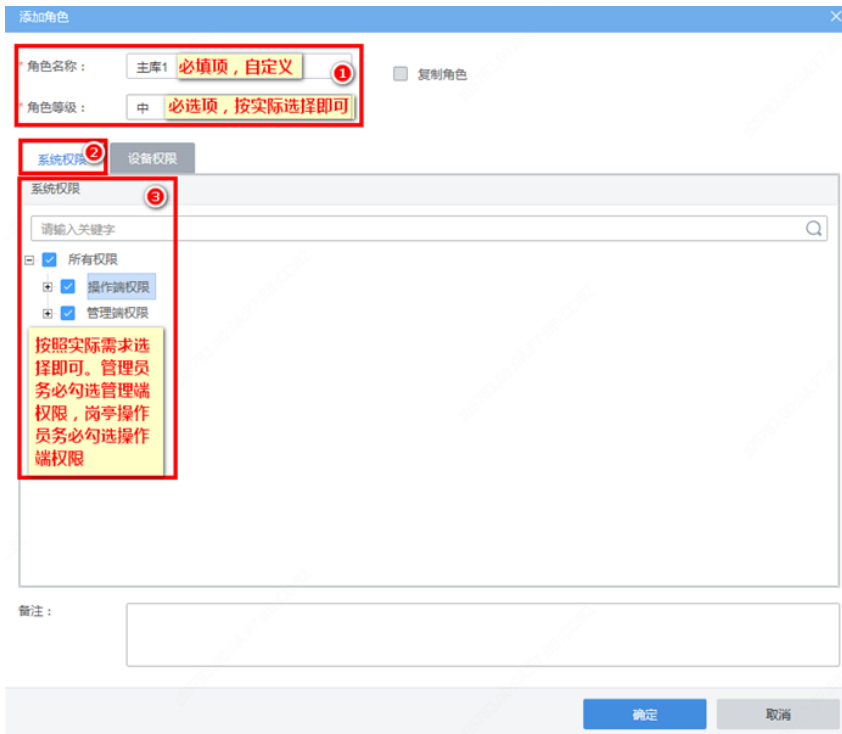 添加角色
* 角色名称： 主库1 必填项，自定义 1
复制角色
* 角色等级： 中 必选项，按实际选择即可
系统权限 2 设备权限
系统权限 3
请输入关键字
所有权限
操作端权限
管理端权限
按照实际需求选
择即可。管理员
务必勾选管理端
权限，岗亭操作
员务必勾选操作
端权限
备注：
确定 取消